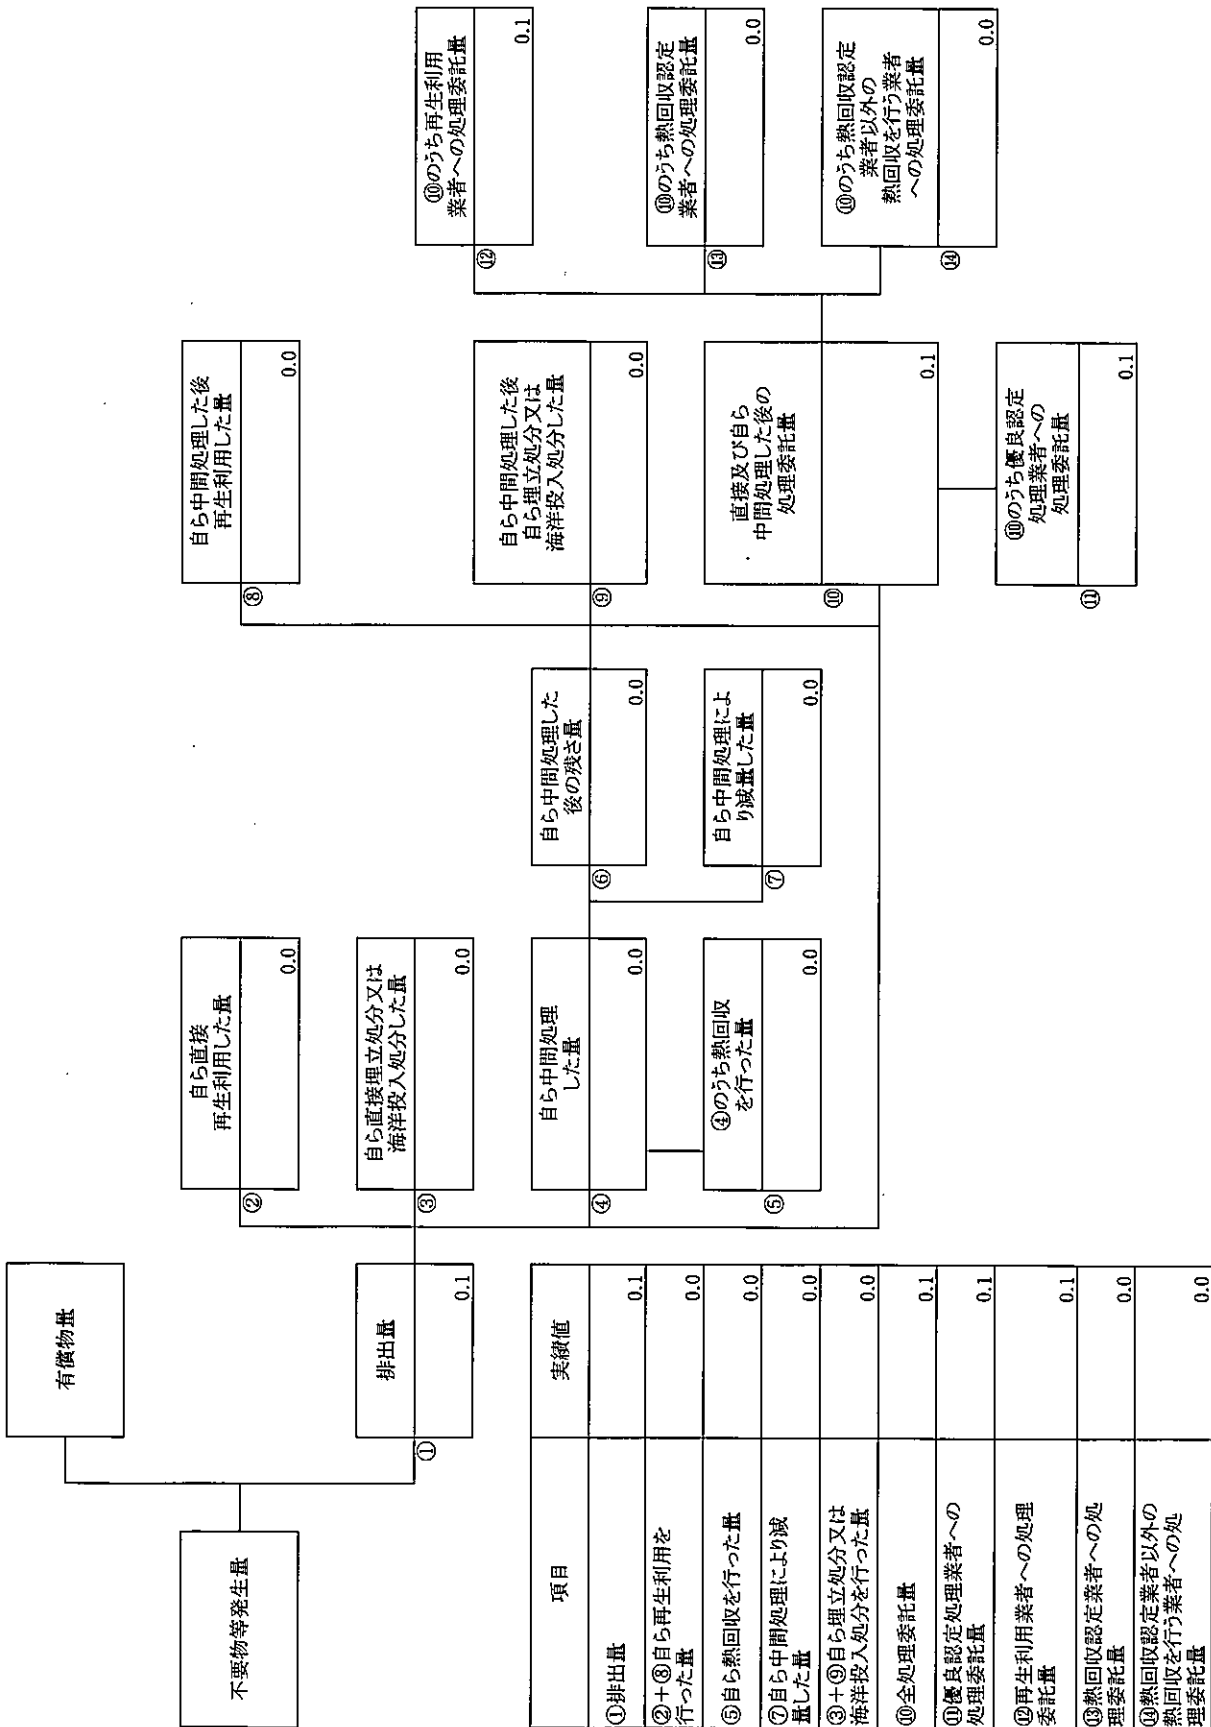 不要物等発生量
有償物量
排出量
①
0.1
自ら直接
再生利用した量
②
0.0
自ら直接埋立処分又は
海洋投入処分した量
③
0.0
自ら中間処理
した量
④
0.0
④のうち熱回収
を行った量
⑤
0.0
自ら中間処理した
後の残さ量
⑥
0.0
自ら中間処理によ
り減量した量
⑦
0.0
自ら中間処理した後
再生利用した量
⑧
0.0
自ら中間処理した後
自ら埋立処分又は
海洋投入処分した量
⑨
0.0
直接及び自ら
中間処理した後の
処理委託量
⑩
0.1
⑩のうち優良認定
処理業者への
処理委託量
⑪
0.1
⑩のうち再生利用
業者への処理委託量
⑫
0.1
⑩のうち熱回収認定
業者への処理委託量
⑬
0.0
⑩のうち熱回収認定
業者以外の
熱回収を行う業者
への処理委託量
⑭
0.0
項目
実績値
①排出量
0.1
②+⑧自ら再生利用を
行った量
0.0
⑤自ら熱回収を行った量
0.0
⑦自ら中間処理により減
量した量
0.0
③+⑨自ら埋立処分又は
海洋投入処分を行った量
0.0
⑩全処理委託量
0.1
⑪優良認定処理業者への
処理委託量
0.1
⑫再生利用業者への処理
委託量
0.1
⑬熱回収認定業者への処
理委託量
0.0
⑭熱回収認定業者以外の
熱回収を行う業者への処
理委託量
0.0